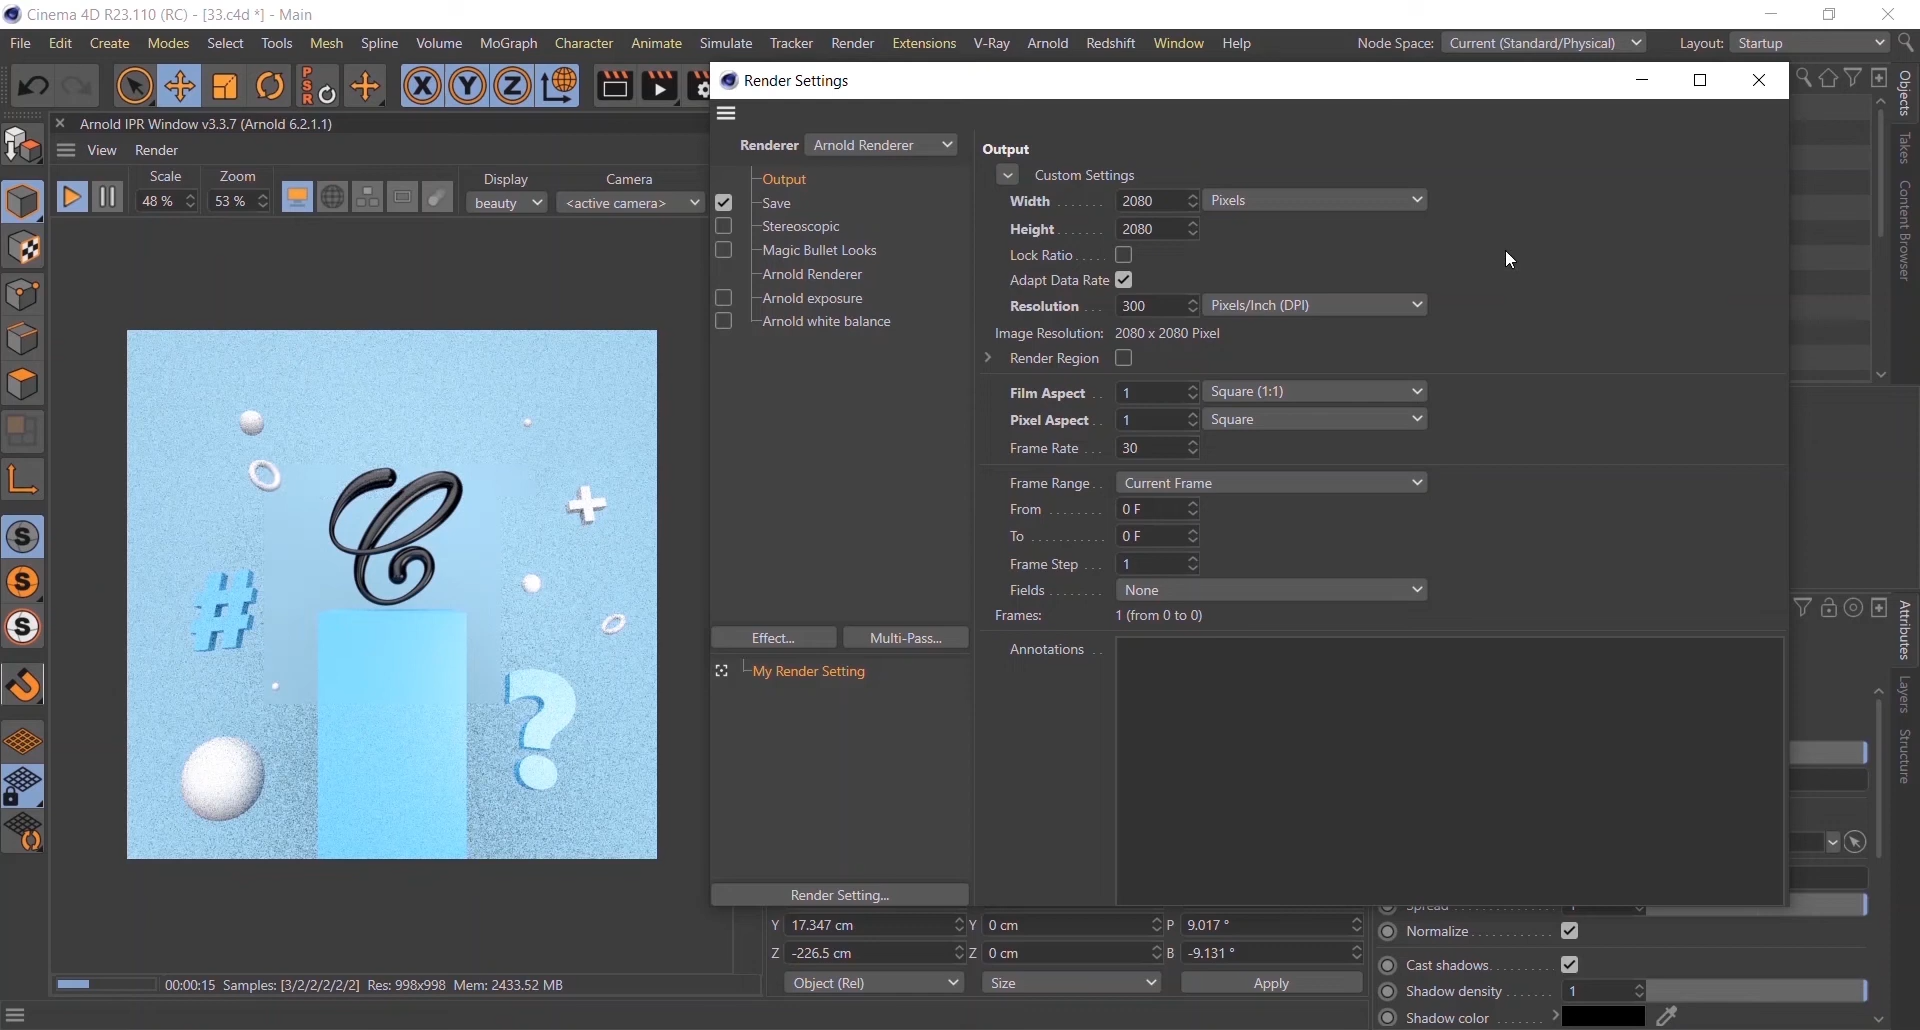 Cinema 4D R23.110 (RC) - [33.c4d *] - Main
File Edit Create Modes Select Tools Mesh Spline Volume MoGraph Character Animate Simulate Tracker Render Extensions V-Ray Arnold Redshift Window Help Node Space: Current (Standard/Physical) Layout: Startup
PSR X Y Z
Render Settings
Arnold IPR Window v3.3.7 (Arnold 6.2.1.1)
View Render
Scale Zoom Display Camera
48 % 53 % beauty <active camera>
Renderer Arnold Renderer
Output
Save
Stereoscopic
Magic Bullet Looks
Arnold Renderer
Arnold exposure
Arnold white balance
Effect... Multi-Pass...
My Render Setting
Render Setting...
Output
Custom Settings
Width 2080 Pixels
Height 2080
Lock Ratio
Adapt Data Rate
Resolution 300 Pixels/Inch (DPI)
Image Resolution: 2080 x 2080 Pixel
Render Region
Film Aspect 1 Square (1:1)
Pixel Aspect 1 Square
Frame Rate 30
Frame Range Current Frame
From 0 F
To 0 F
Frame Step 1
Fields None
Frames: 1 (from 0 to 0)
Annotations
C
#
?
S
S
S
Objects
Takes
Content Browser
Attributes
Layers
Structure
Y 17.347 cm Y 0 cm P 9.017 °
Z -226.5 cm Z 0 cm B -9.131 °
Object (Rel) Size Apply
Spread 1
Normalize
Cast shadows
Shadow density 1
Shadow color
00:00:15 Samples: [3/2/2/2/2/2] Res: 998x998 Mem: 2433.52 MB